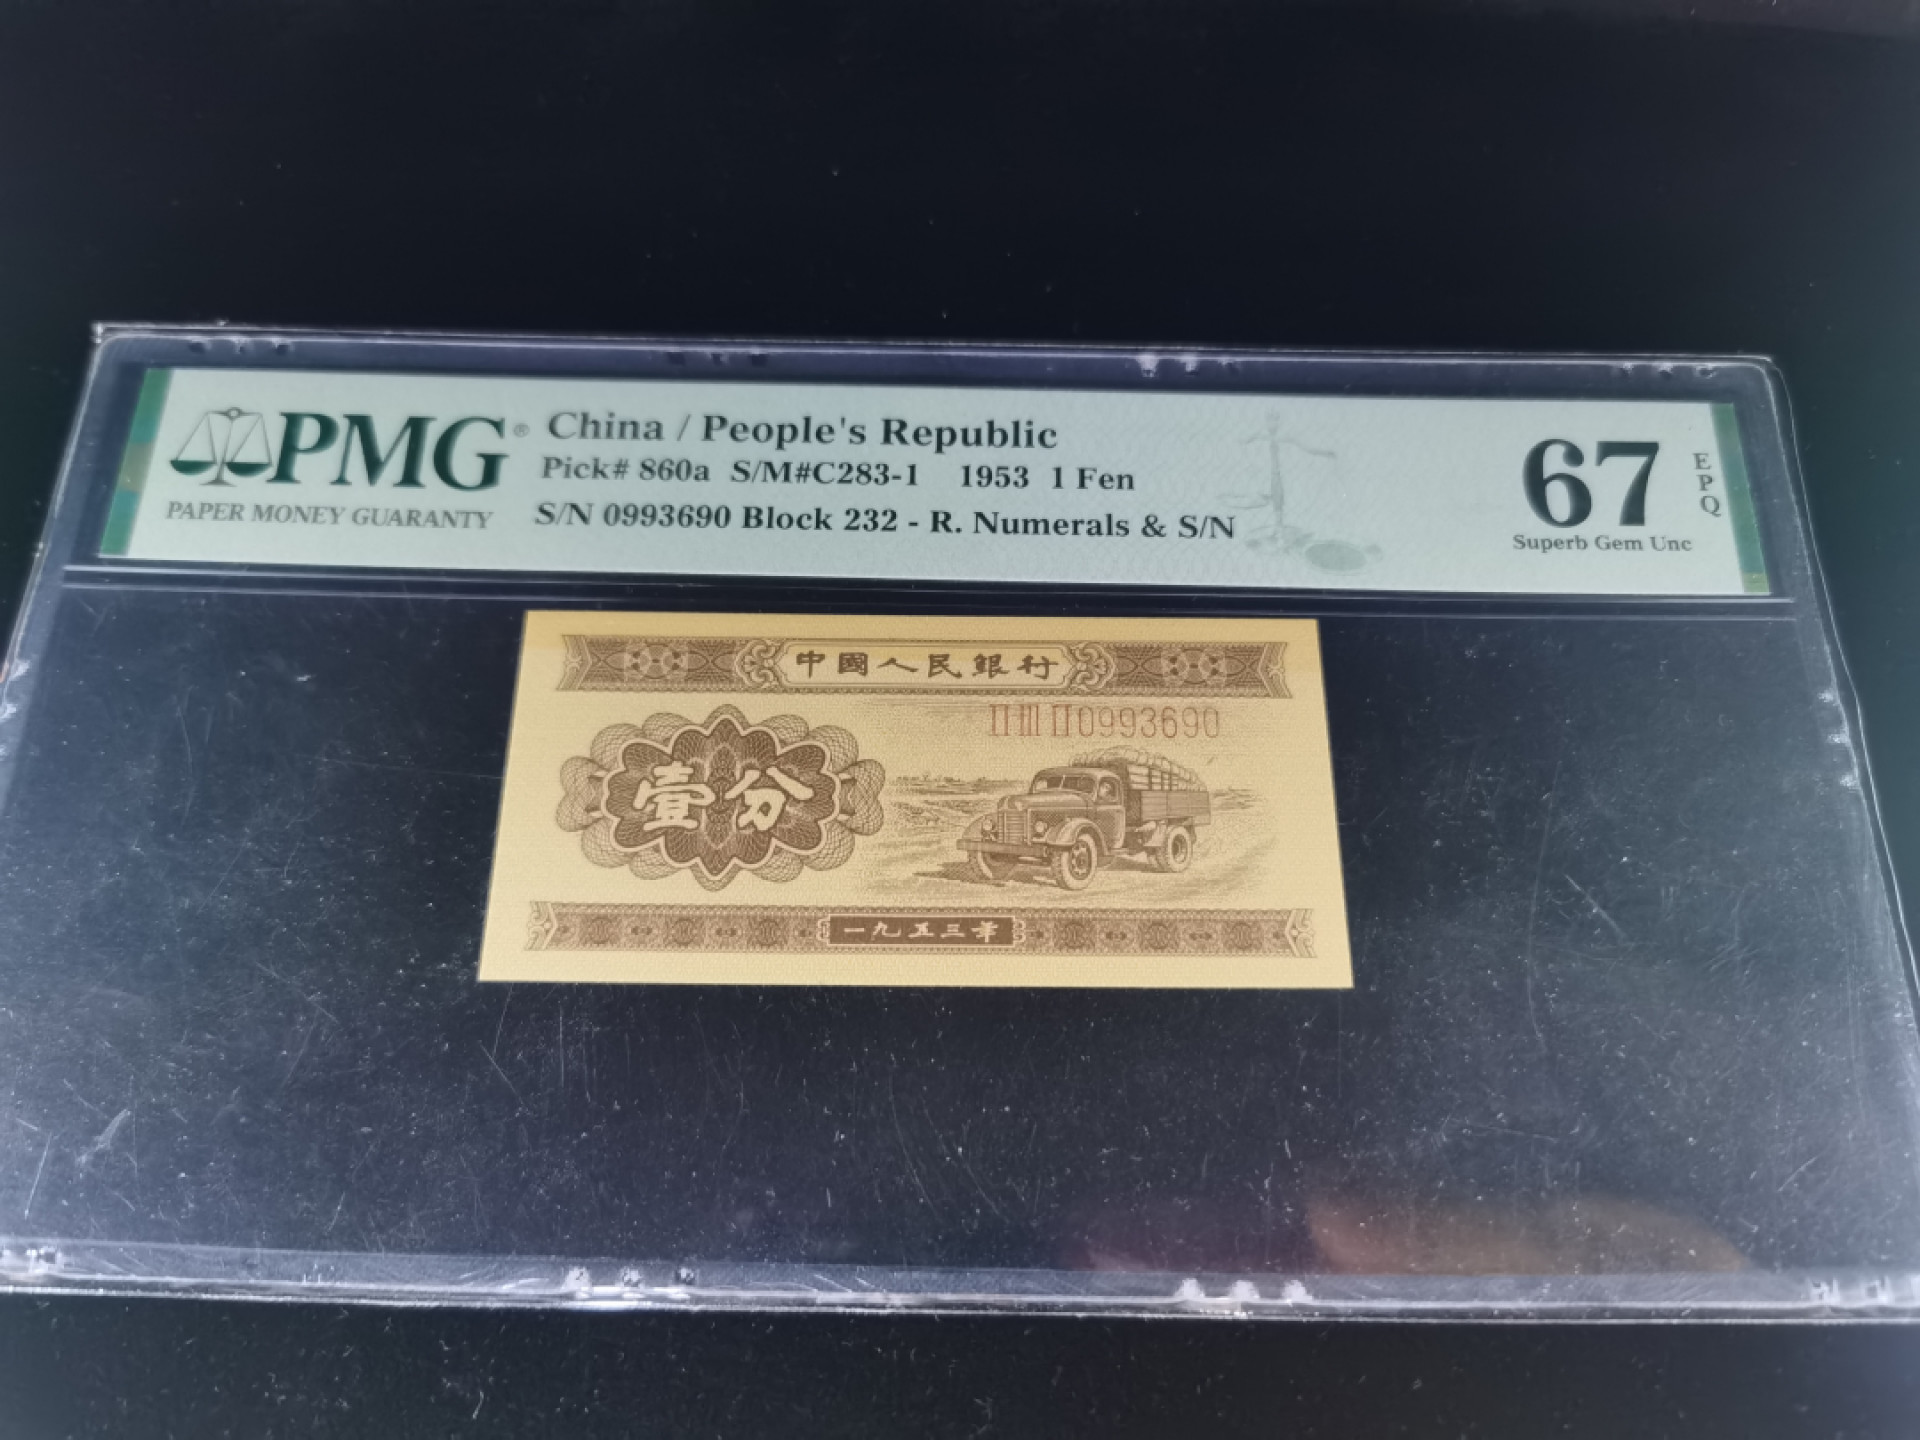 PMG®
PAPER MONEY GUARANTY
China / People's Republic
Pick# 860a S/M#C283-1 1953 1 Fen
S/N 0993690 Block 232 - R. Numerals & S/N
67
EPQ
Superb Gem Unc
中國人民銀行
II III II 0993690
壹分
一九五三年